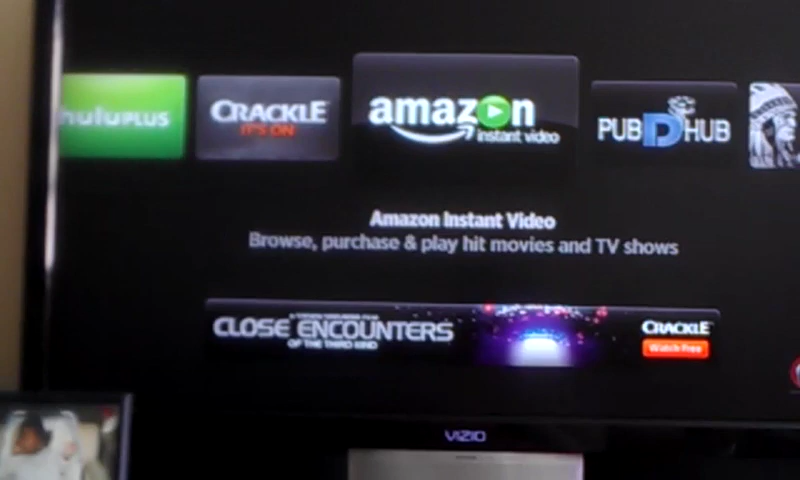 huluPLUS
CRACKLE
IT'S ON
amazon
instant video
PUB D HUB
Amazon Instant Video
Browse, purchase & play hit movies and TV shows
CLOSE ENCOUNTERS
OF THE THIRD KIND
CRACKLE
Watch Free
VIZIO